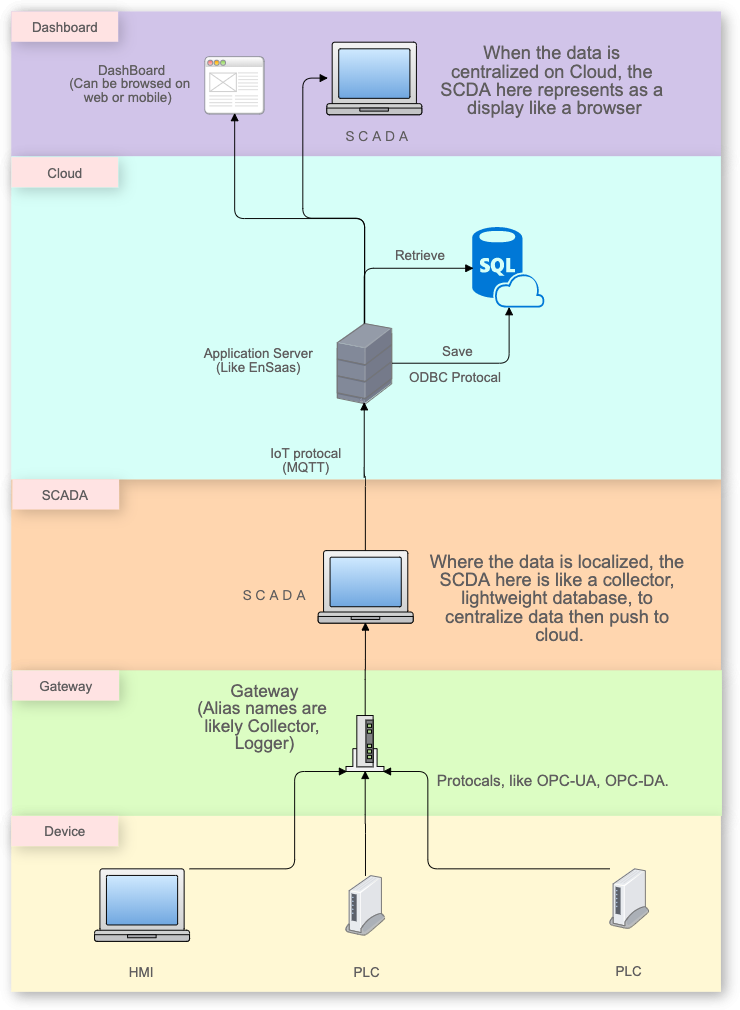 Dashboard
DashBoard
(Can be browsed on
web or mobile)
When the data is
centralized on Cloud, the
SCDA here represents as a
display like a browser
S C A D A
Cloud
Retrieve
SQL
Application Server
(Like EnSaas)
Save
ODBC Protocal
IoT protocal
(MQTT)
SCADA
S C A D A
Where the data is localized, the
SCDA here is like a collector,
lightweight database, to
centralize data then push to
cloud.
Gateway
Gateway
(Alias names are
likely Collector,
Logger)
Protocals, like OPC-UA, OPC-DA.
Device
HMI
PLC
PLC